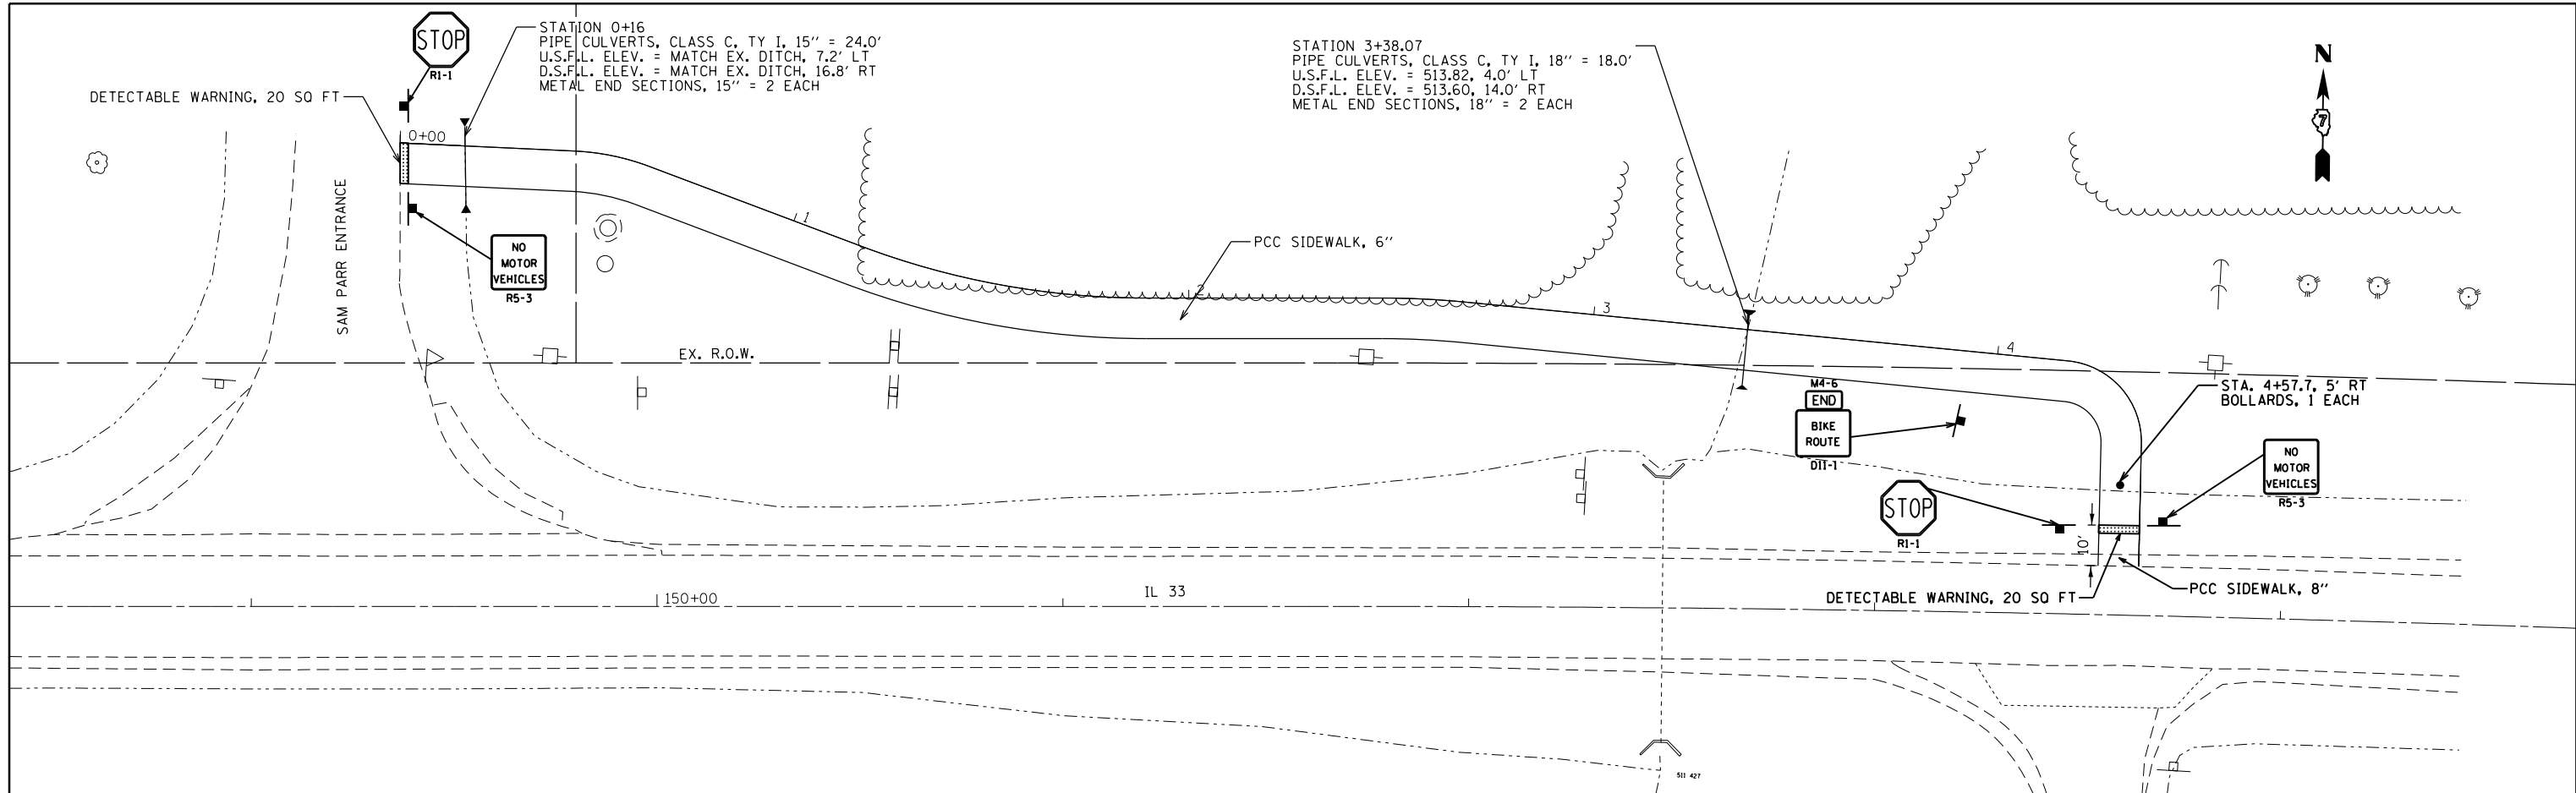 STOP
R1-1
STATION 0+16
PIPE CULVERTS, CLASS C, TY I, 15'' = 24.0'
U.S.F.L. ELEV. = MATCH EX. DITCH, 7.2' LT
D.S.F.L. ELEV. = MATCH EX. DITCH, 16.8' RT
METAL END SECTIONS, 15'' = 2 EACH
STATION 3+38.07
PIPE CULVERTS, CLASS C, TY I, 18'' = 18.0'
U.S.F.L. ELEV. = 513.82, 4.0' LT
D.S.F.L. ELEV. = 513.60, 14.0' RT
METAL END SECTIONS, 18'' = 2 EACH
N
7
DETECTABLE WARNING, 20 SQ FT
0+00
SAM PARR ENTRANCE
NO
MOTOR
VEHICLES
R5-3
1
PCC SIDEWALK, 6''
2
3
4
EX. R.O.W.
M4-6
END
BIKE
ROUTE
D11-1
STA. 4+57.7, 5' RT
BOLLARDS, 1 EACH
NO
MOTOR
VEHICLES
R5-3
STOP
R1-1
10'
PCC SIDEWALK, 8''
DETECTABLE WARNING, 20 SQ FT
150+00
IL 33
511 427